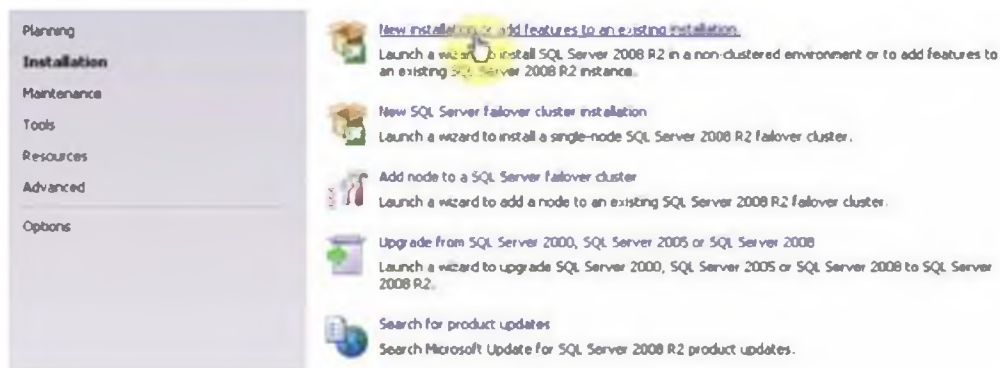 Planning
Installation
Maintenance
Tools
Resources
Advanced
Options
New installation or add features to an existing installation.
Launch a wizard to install SQL Server 2008 R2 in a non-clustered environment or to add features to
an existing SQL Server 2008 R2 instance.
New SQL Server failover cluster installation
Launch a wizard to install a single-node SQL Server 2008 R2 failover cluster.
Add node to a SQL Server failover cluster
Launch a wizard to add a node to an existing SQL Server 2008 R2 failover cluster.
Upgrade from SQL Server 2000, SQL Server 2005 or SQL Server 2008
Launch a wizard to upgrade SQL Server 2000, SQL Server 2005 or SQL Server 2008 to SQL Server
2008 R2.
Search for product updates
Search Microsoft Update for SQL Server 2008 R2 product updates.